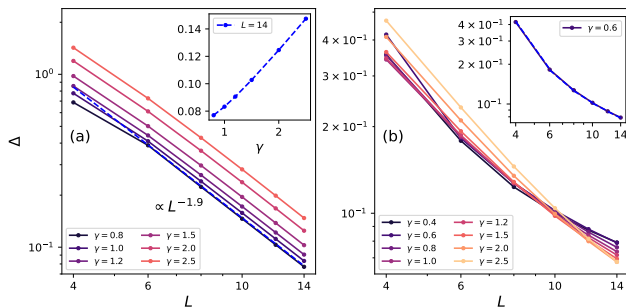 (a)
Δ
10⁰
10⁻¹
4
6
8
10
14
L
∝ L⁻¹·⁹
γ = 0.8
γ = 1.0
γ = 1.2
γ = 1.5
γ = 2.0
γ = 2.5
L = 14
0.14
0.12
0.10
0.08
1
2
γ
(b)
4 × 10⁻¹
3 × 10⁻¹
2 × 10⁻¹
10⁻¹
4
6
8
10
14
L
γ = 0.4
γ = 0.6
γ = 0.8
γ = 1.0
γ = 1.2
γ = 1.5
γ = 2.0
γ = 2.5
γ = 0.6
4 × 10⁻¹
3 × 10⁻¹
2 × 10⁻¹
10⁻¹
4
6
8
10
14